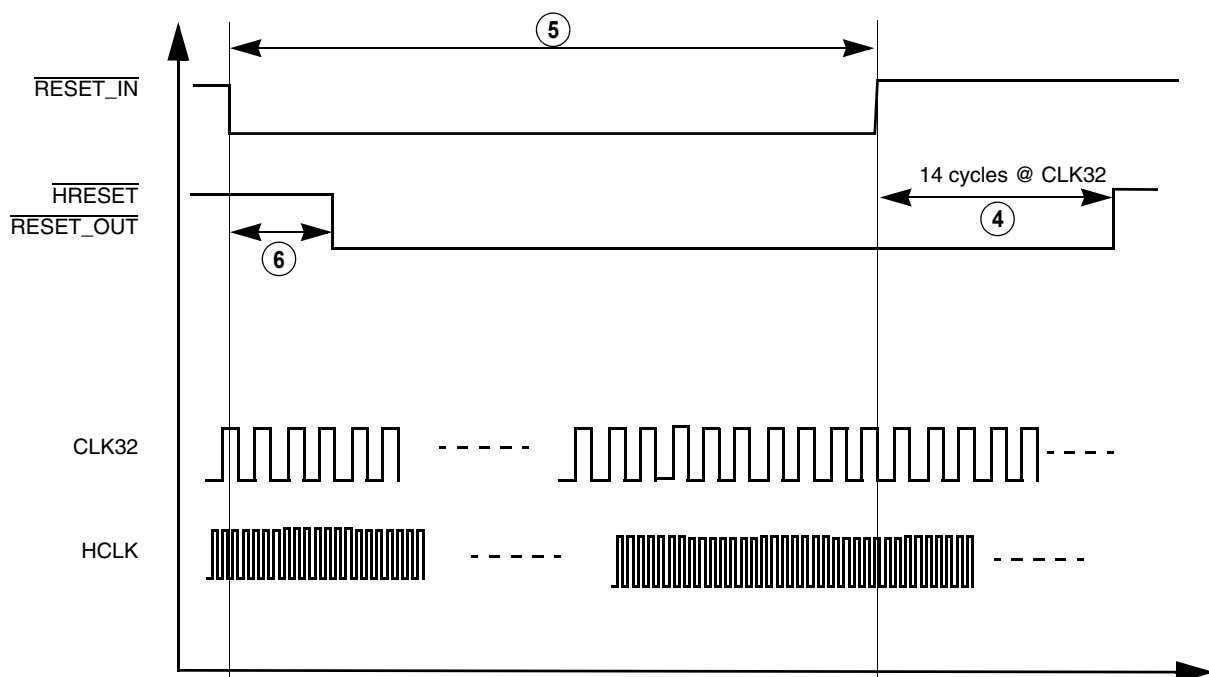 5
RESET_IN
HRESET
14 cycles @ CLK32
RESET_OUT
4
6
CLK32
HCLK